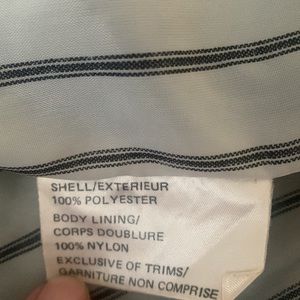 SHELL/EXTERIEUR
100% POLYESTER
BODY LINING/
CORPS DOUBLURE
100% NYLON
EXCLUSIVE OF TRIMS/
GARNITURE NON COMPRISE